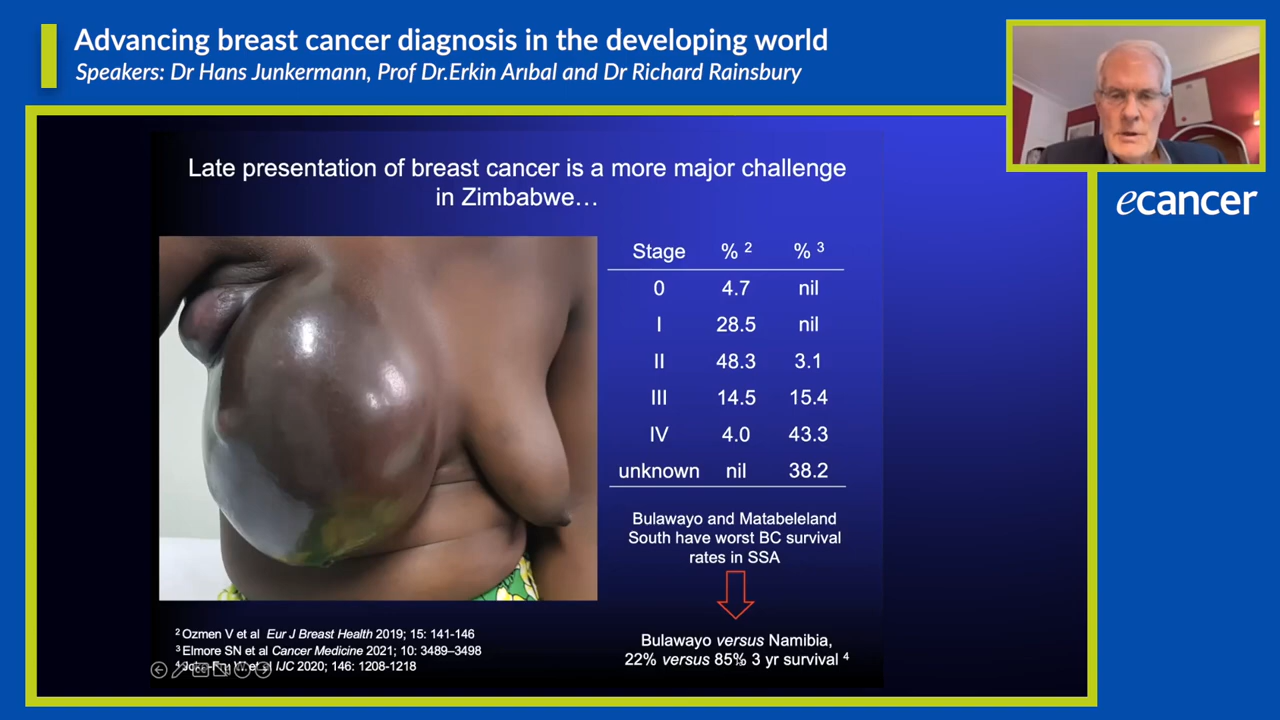 Advancing breast cancer diagnosis in the developing world
Speakers: Dr Hans Junkermann, Prof Dr.Erkin Arıbal and Dr Richard Rainsbury
ecancer
Late presentation of breast cancer is a more major challenge
in Zimbabwe…
Stage % ² % ³
0 4.7 nil
I 28.5 nil
II 48.3 3.1
III 14.5 15.4
IV 4.0 43.3
unknown nil 38.2
Bulawayo and Matabeleland
South have worst BC survival
rates in SSA
Bulawayo versus Namibia,
22% versus 85% 3 yr survival ⁴
² Ozmen V et al Eur J Breast Health 2019; 15: 141-146
³ Elmore SN et al Cancer Medicine 2021; 10: 3489–3498
⁴ IJC 2020; 146: 1208-1218